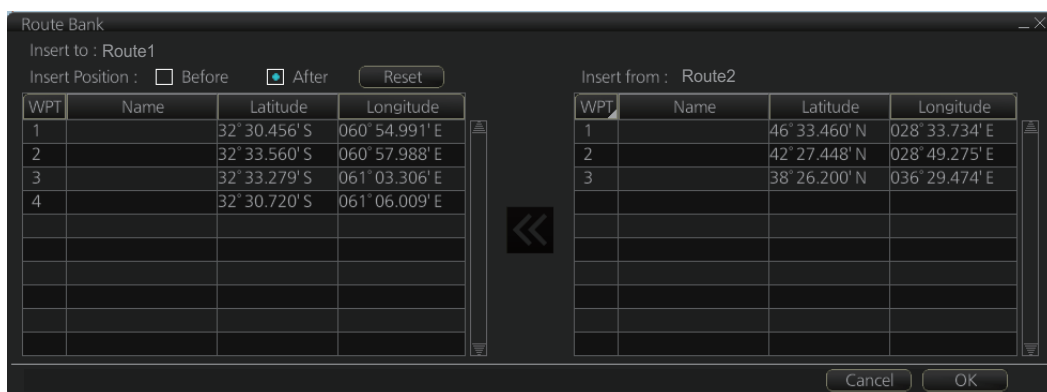 Route Bank
Insert to : Route1
Insert Position : Before After Reset Insert from : Route2
WPT Name Latitude Longitude WPT Name Latitude Longitude
1 32° 30.456' S 060° 54.991' E 1 46° 33.460' N 028° 33.734' E
2 32° 33.560' S 060° 57.988' E 2 42° 27.448' N 028° 49.275' E
3 32° 33.279' S 061° 03.306' E 3 38° 26.200' N 036° 29.474' E
4 32° 30.720' S 061° 06.009' E
Cancel OK